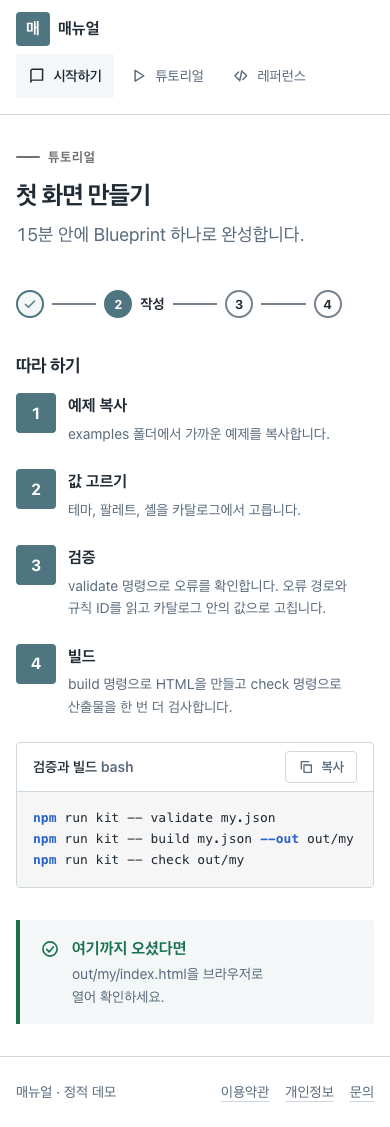 매 매뉴얼
시작하기 튜토리얼 레퍼런스
튜토리얼
첫 화면 만들기
15분 안에 Blueprint 하나로 완성합니다.
2 작성 3 4
따라 하기
1 예제 복사
examples 폴더에서 가까운 예제를 복사합니다.
2 값 고르기
테마, 팔레트, 셸을 카탈로그에서 고릅니다.
3 검증
validate 명령으로 오류를 확인합니다. 오류 경로와
규칙 ID를 읽고 카탈로그 안의 값으로 고칩니다.
4 빌드
build 명령으로 HTML을 만들고 check 명령으로
산출물을 한 번 더 검사합니다.
검증과 빌드 bash 복사
npm run kit -- validate my.json
npm run kit -- build my.json --out out/my
npm run kit -- check out/my
여기까지 오셨다면
out/my/index.html을 브라우저로
열어 확인하세요.
매뉴얼 · 정적 데모 이용약관 개인정보 문의